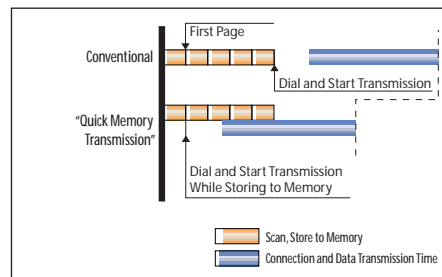 First Page
Conventional
Dial and Start Transmission
"Quick Memory
Transmission"
Dial and Start Transmission
While Storing to Memory
Scan, Store to Memory
Connection and Data Transmission Time